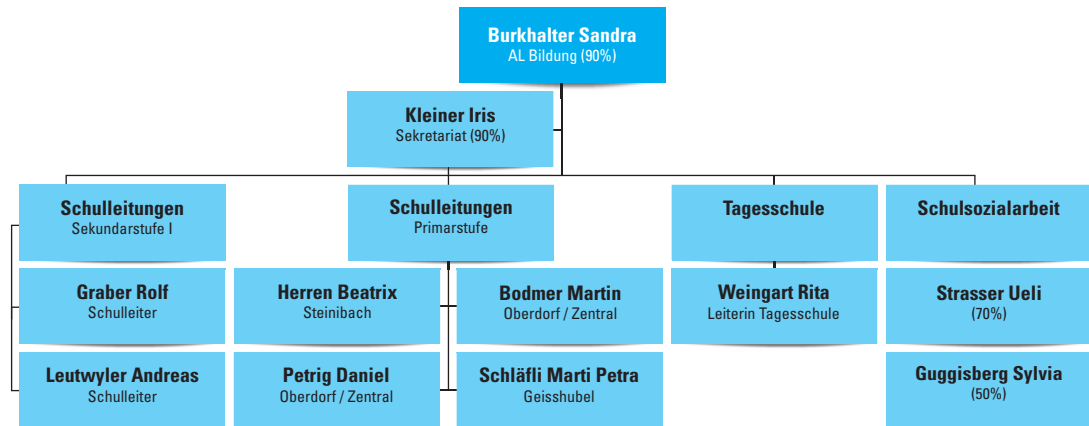 Burkhalter Sandra
AL Bildung (90%)
Kleiner Iris
Sekretariat (90%)
Schulleitungen
Sekundarstufe I
Schulleitungen
Primarstufe
Tagesschule
Schulsozialarbeit
Graber Rolf
Schulleiter
Herren Beatrix
Steinibach
Bodmer Martin
Oberdorf / Zentral
Weingart Rita
Leiterin Tagesschule
Strasser Ueli
(70%)
Leutwyler Andreas
Schulleiter
Petrig Daniel
Oberdorf / Zentral
Schläfli Marti Petra
Geisshubel
Guggisberg Sylvia
(50%)